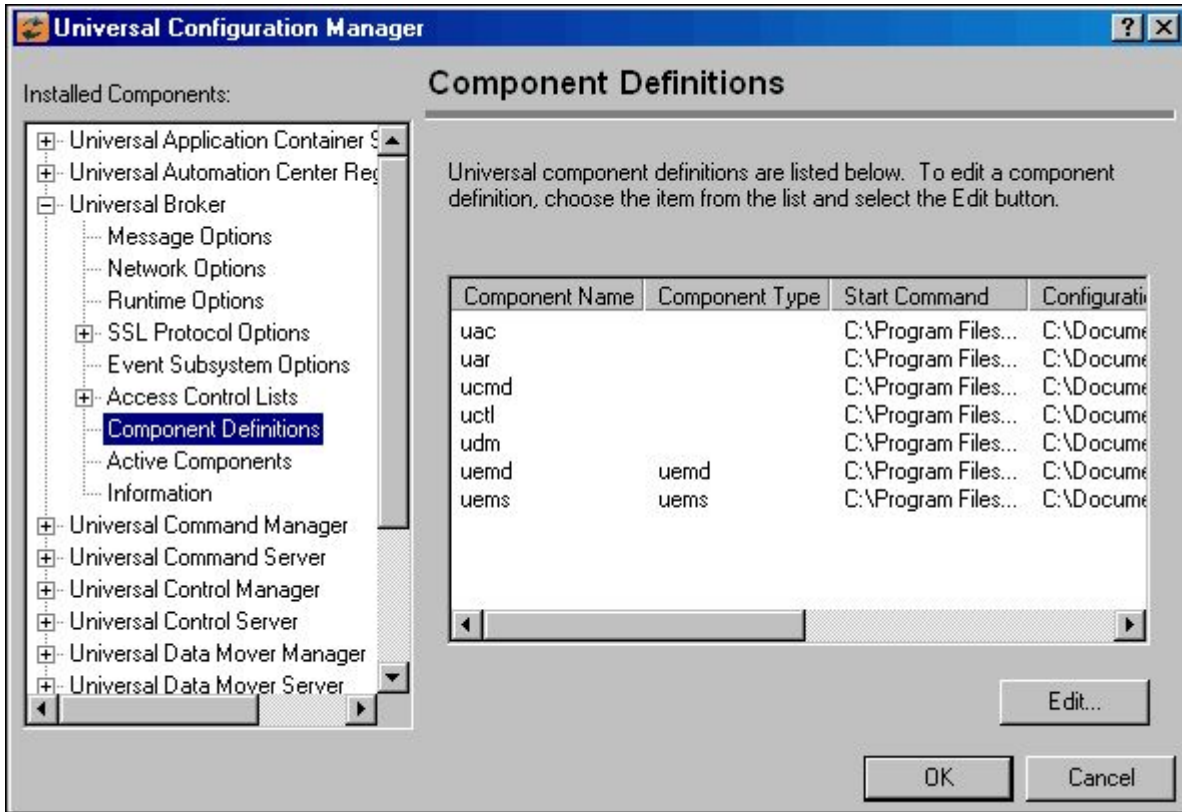 Universal Configuration Manager
Installed Components:
Universal Application Container
Universal Automation Center Reg
Universal Broker
Message Options
Network Options
Runtime Options
SSL Protocol Options
Event Subsystem Options
Access Control Lists
Component Definitions
Active Components
Information
Universal Command Manager
Universal Command Server
Universal Control Manager
Universal Control Server
Universal Data Mover Manager
Universal Data Mover Server
Component Definitions
Universal component definitions are listed below. To edit a component
definition, choose the item from the list and select the Edit button.
Component Name Component Type Start Command Configurati
uac C:\Program Files... C:\Docume
uar C:\Program Files... C:\Docume
ucmd C:\Program Files... C:\Docume
uctl C:\Program Files... C:\Docume
udm C:\Program Files... C:\Docume
uemd uemd C:\Program Files... C:\Docume
uems uems C:\Program Files... C:\Docume
Edit...
OK Cancel